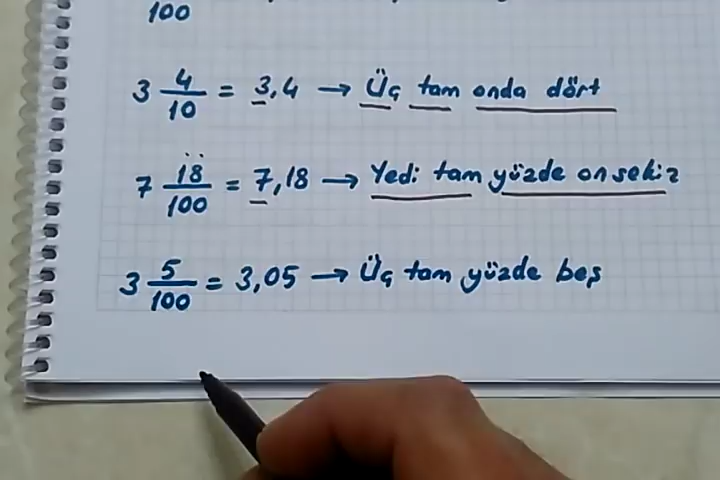 100
3 4/10 = 3,4 → Üç tam onda dört
7 18/100 = 7,18 → Yedi tam yüzde onsekiz
3 5/100 = 3,05 → Üç tam yüzde beş